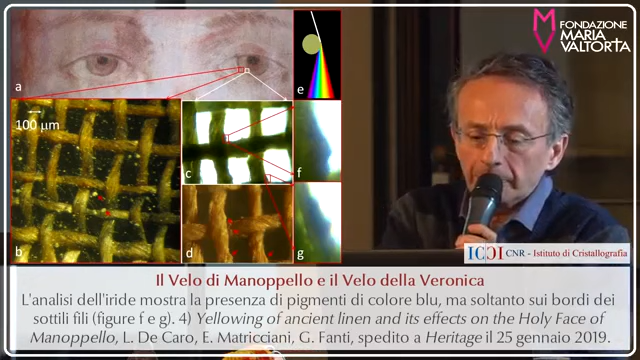 FONDAZIONE
MARIA
VALTORTA
a
e
100 µm
c
f
b
d
g
ICCI CNR - Istituto di Cristallografia
Il Velo di Manoppello e il Velo della Veronica
L'analisi dell'iride mostra la presenza di pigmenti di colore blu, ma soltanto sui bordi dei
sottili fili (figure f e g). 4) Yellowing of ancient linen and its effects on the Holy Face of
Manoppello, L. De Caro, E. Matricciani, G. Fanti, spedito a Heritage il 25 gennaio 2019.